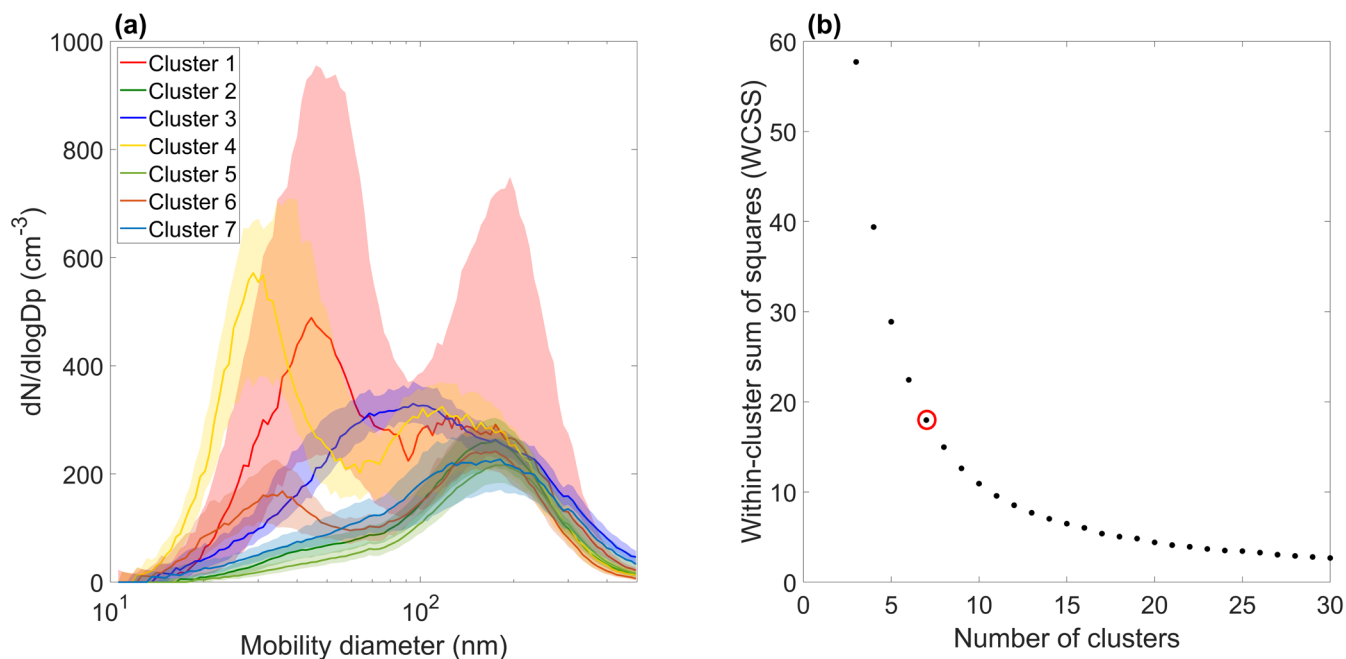 (a)
1000
800
600
400
200
0
dN/dlogDp (cm⁻³)
Cluster 1
Cluster 2
Cluster 3
Cluster 4
Cluster 5
Cluster 6
Cluster 7
10¹ 10²
Mobility diameter (nm)
(b)
60
50
40
30
20
10
0
Within-cluster sum of squares (WCSS)
0 5 10 15 20 25 30
Number of clusters